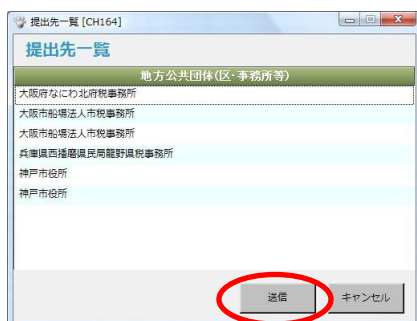 提出先一覧 [CH164]
提出先一覧
地方公共団体(区・事務所等)
大阪府なにわ北府税事務所
大阪市船場法人市税事務所
大阪市船場法人市税事務所
兵庫県西播磨県民局龍野県税事務所
神戸市役所
神戸市役所
送信
キャンセル